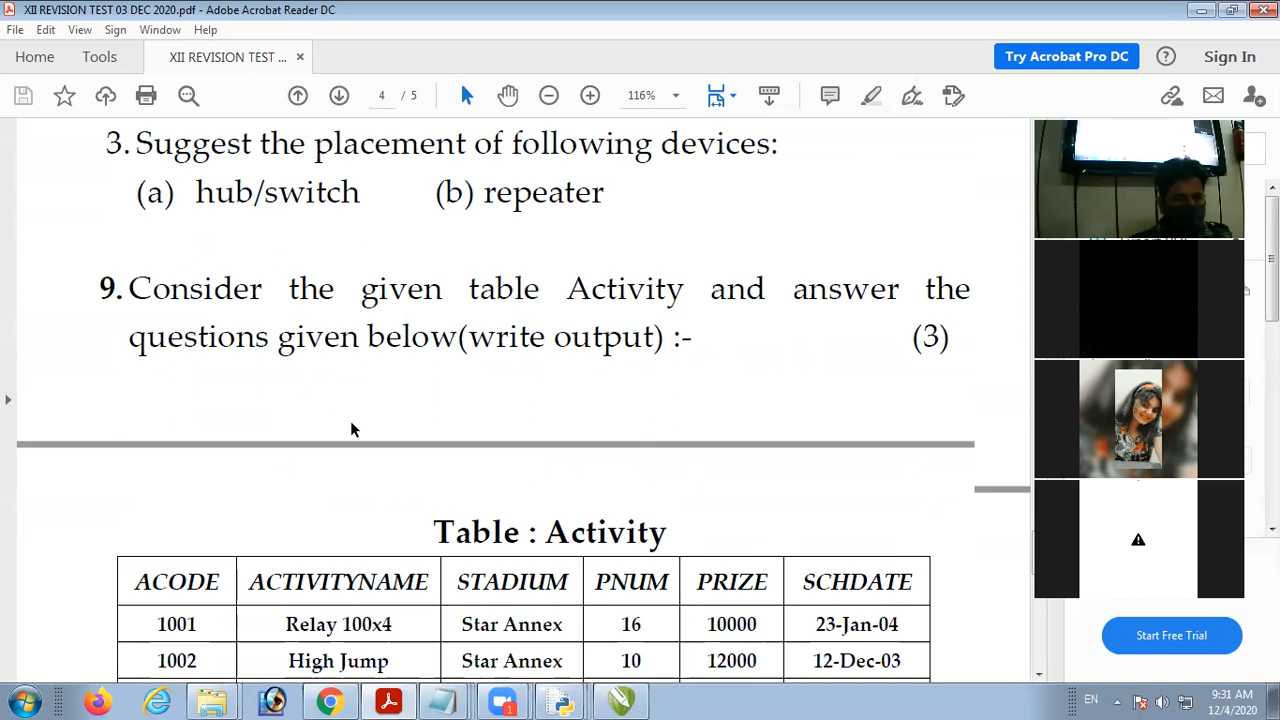 XII REVISION TEST 03 DEC 2020.pdf - Adobe Acrobat Reader DC
File Edit View Sign Window Help
Home Tools XII REVISION TEST ... × Try Acrobat Pro DC ? Sign In
4 / 5 116%
3. Suggest the placement of following devices:
(a) hub/switch (b) repeater
9. Consider the given table Activity and answer the
questions given below(write output) :- (3)
Table : Activity
ACODE ACTIVITYNAME STADIUM PNUM PRIZE SCHDATE
1001 Relay 100x4 Star Annex 16 10000 23-Jan-04
1002 High Jump Star Annex 10 12000 12-Dec-03
Start Free Trial
1
EN 9:31 AM
12/4/2020